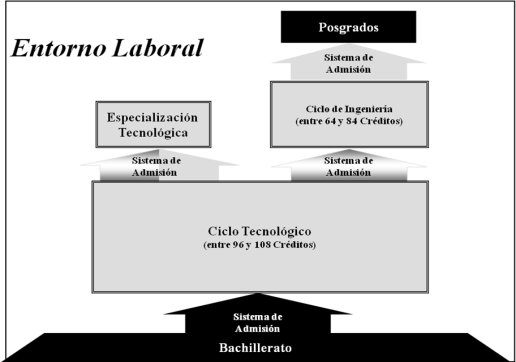 Posgrados
Entorno Laboral
Sistema de
Admisión
Ciclo de Ingeniería
(entre 64 y 84 Créditos)
Especialización
Tecnológica
Sistema de
Admisión
Sistema de
Admisión
Ciclo Tecnológico
(entre 96 y 108 Créditos)
Sistema de
Admisión
Bachillerato